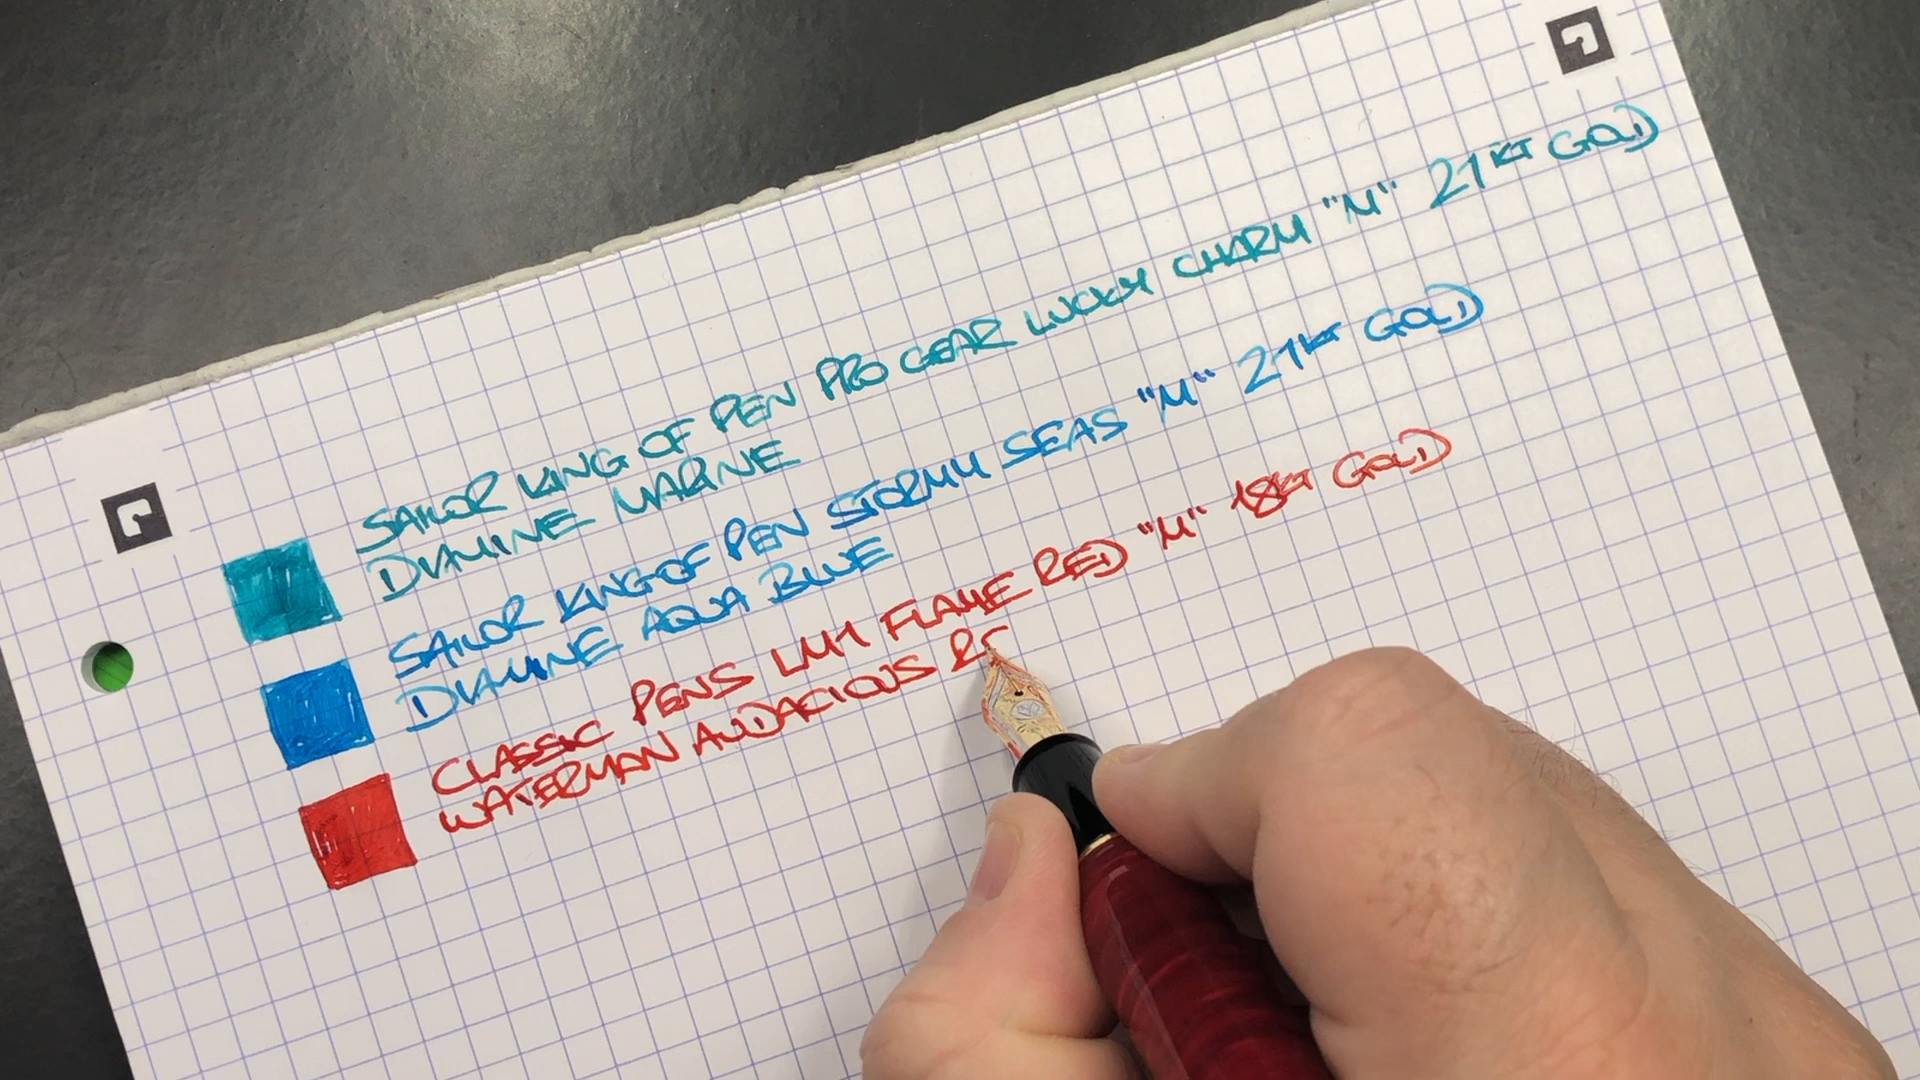 SAILOR KING OF PEN PRO GEAR LUCKY CHARM "M" 21KT GOLD
DIAMINE MARINE
SAILOR KING OF PEN STORMY SEAS "M" 21KT GOLD
DIAMINE AQUA BLUE
CLASSIC PENS LM1 FLAME RED "M" 18KT GOLD
WATERMAN AUDACIOUS RE